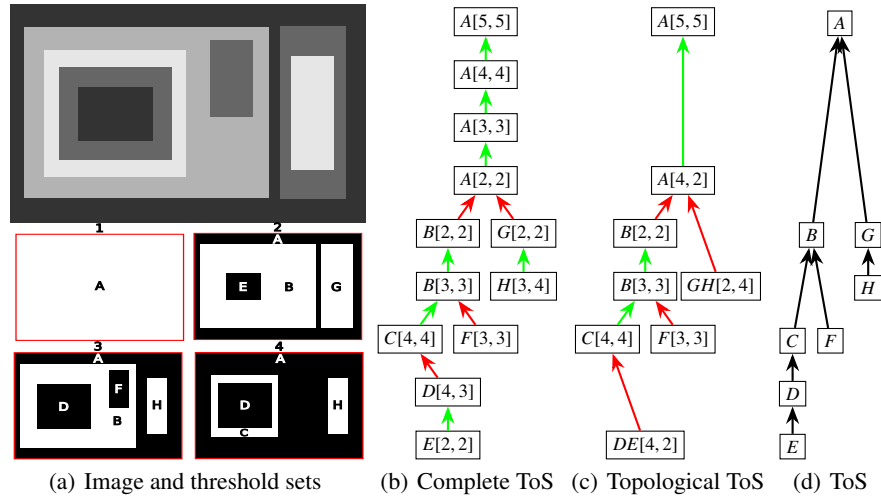 1
A
2
A
E B G
3
A
D F B H
4
A
D C H
(a) Image and threshold sets
A[5, 5]
A[4, 4]
A[3, 3]
A[2, 2]
B[2, 2] G[2, 2]
B[3, 3] H[3, 4]
C[4, 4] F[3, 3]
D[4, 3]
E[2, 2]
(b) Complete ToS
A[5, 5]
A[4, 2]
B[2, 2]
B[3, 3] GH[2, 4]
C[4, 4] F[3, 3]
DE[4, 2]
(c) Topological ToS
A
B G
H
C F
D
E
(d) ToS